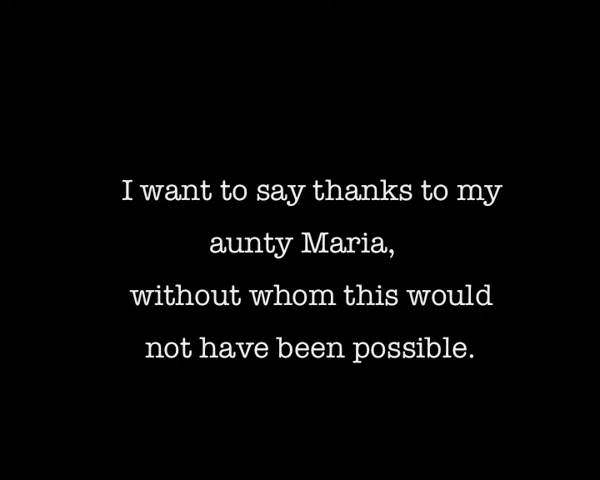 I want to say thanks to my
aunty Maria,
without whom this would
not have been possible.